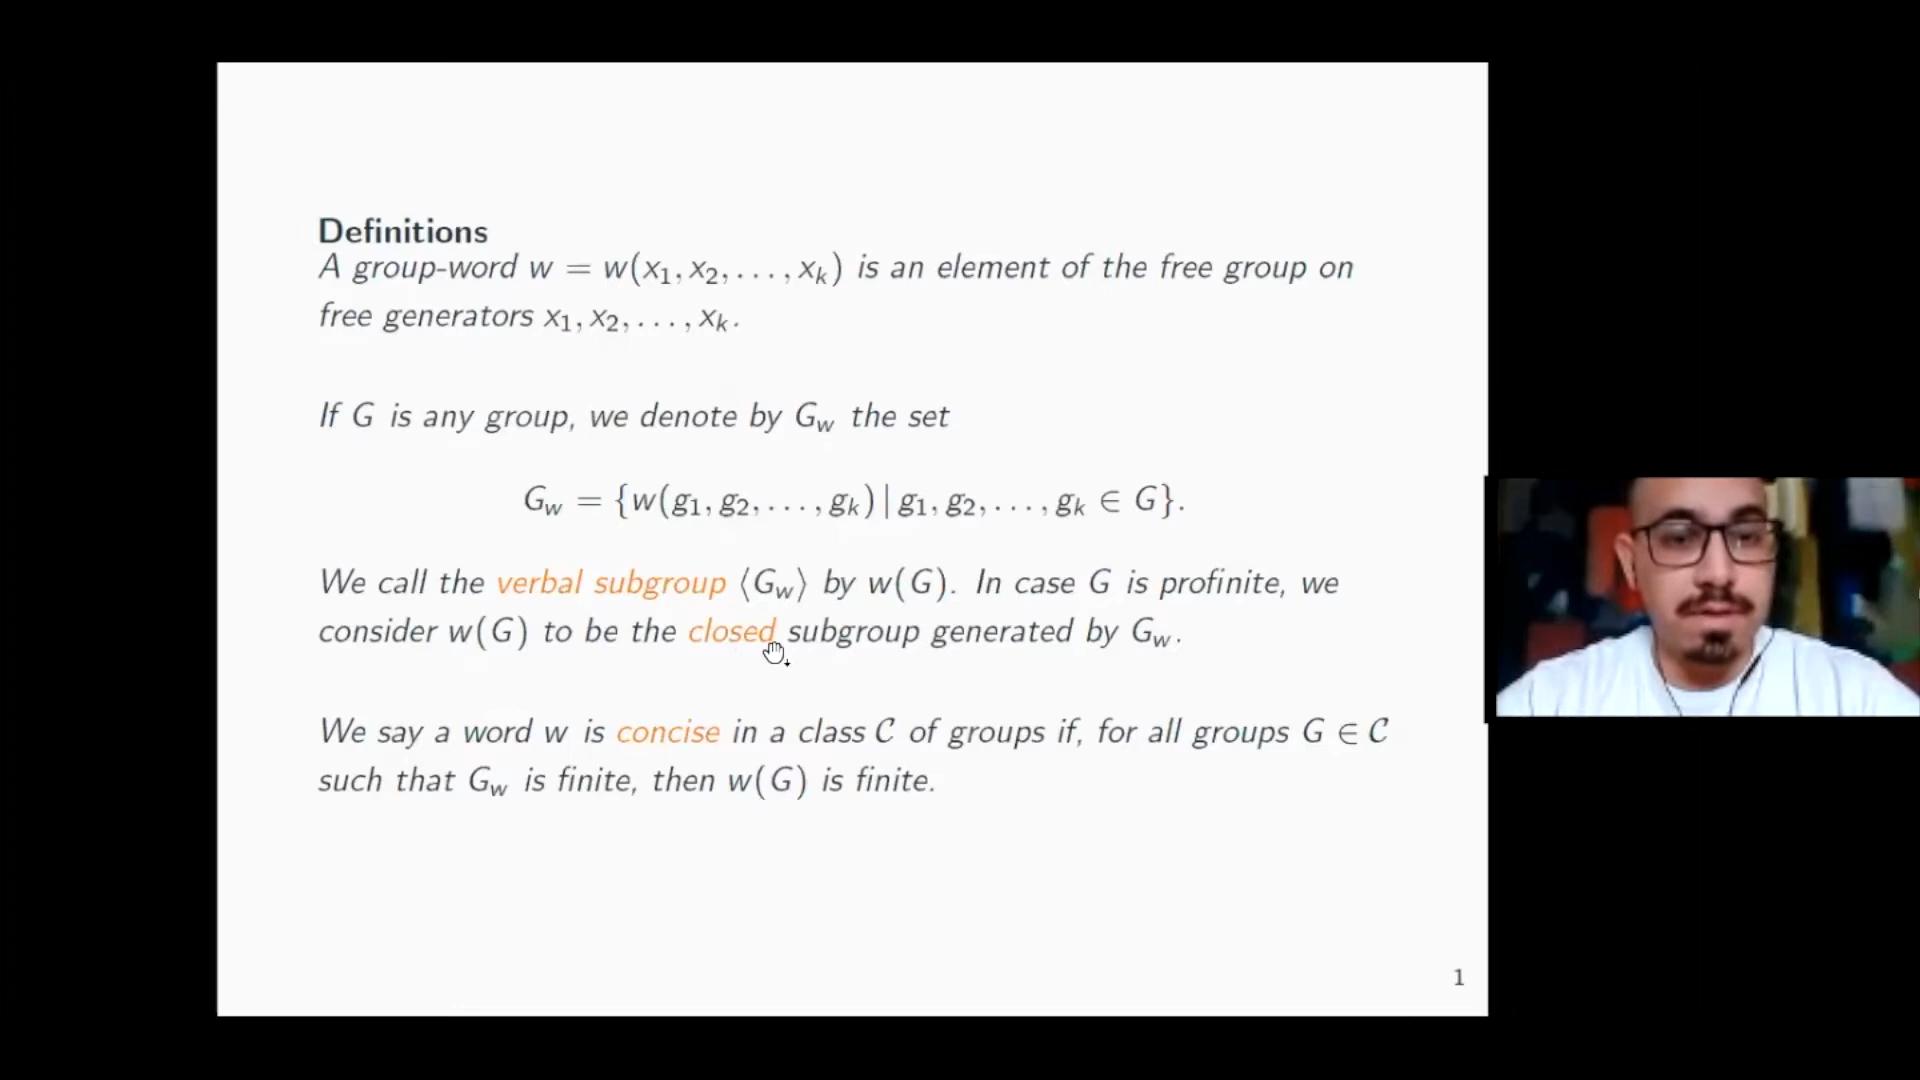 Definitions
A group-word w = w(x₁, x₂, . . . , xₖ) is an element of the free group on
free generators x₁, x₂, . . . , xₖ.
If G is any group, we denote by G_w the set
G_w = {w(g₁, g₂, . . . , gₖ) | g₁, g₂, . . . , gₖ ∈ G}.
We call the verbal subgroup ⟨G_w⟩ by w(G). In case G is profinite, we
consider w(G) to be the closed subgroup generated by G_w.
We say a word w is concise in a class 𝒞 of groups if, for all groups G ∈ 𝒞
such that G_w is finite, then w(G) is finite.
1